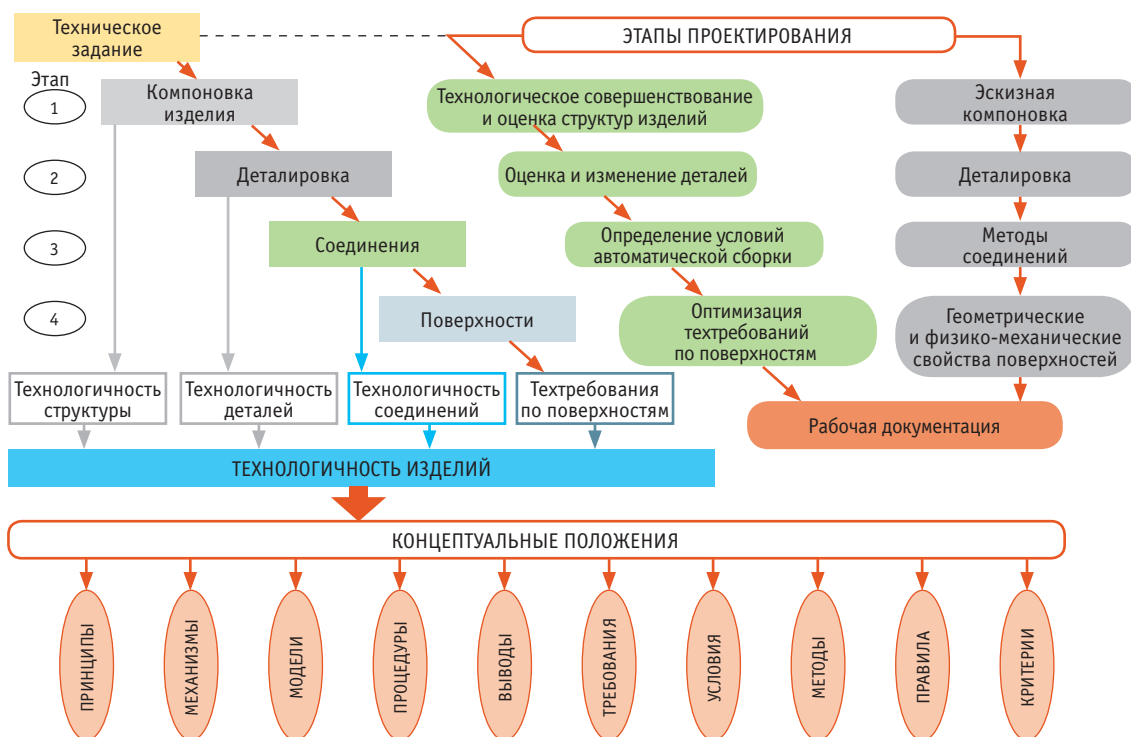 Техническое
задание
ЭТАПЫ ПРОЕКТИРОВАНИЯ
Этап
1
Компоновка
изделия
Технологическое совершенствование
и оценка структур изделий
Эскизная
компоновка
2
Деталировка
Оценка и изменение деталей
Деталировка
3
Соединения
Определение условий
автоматической сборки
Методы
соединений
4
Поверхности
Оптимизация
техтребований
по поверхностям
Геометрические
и физико-механические
свойства поверхностей
Технологичность
структуры
Технологичность
деталей
Технологичность
соединений
Техтребования
по поверхностям
Рабочая документация
ТЕХНОЛОГИЧНОСТЬ ИЗДЕЛИЙ
КОНЦЕПТУАЛЬНЫЕ ПОЛОЖЕНИЯ
ПРИНЦИПЫ
МЕХАНИЗМЫ
МОДЕЛИ
ПРОЦЕДУРЫ
ВЫВОДЫ
ТРЕБОВАНИЯ
УСЛОВИЯ
МЕТОДЫ
ПРАВИЛА
КРИТЕРИИ